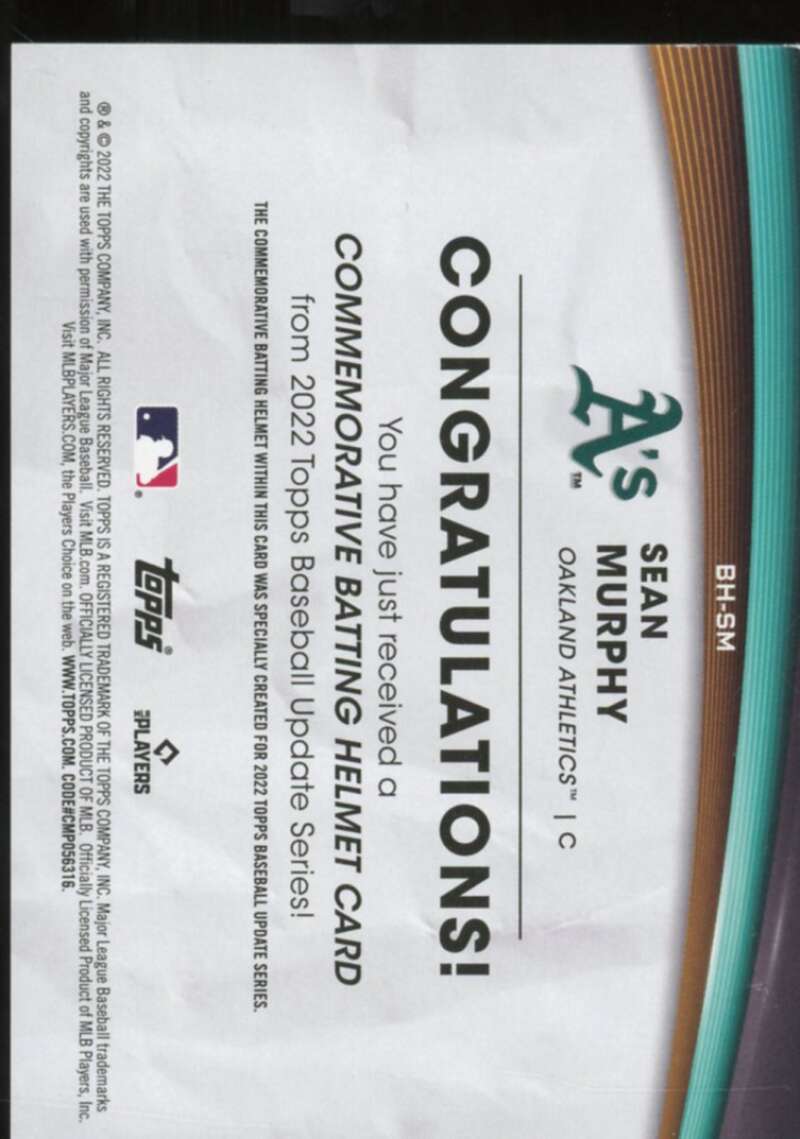 BH-SM
A's™
SEAN
MURPHY
OAKLAND ATHLETICS™ | C
CONGRATULATIONS!
You have just received a
COMMEMORATIVE BATTING HELMET CARD
from 2022 Topps Baseball Update Series!
THE COMMEMORATIVE BATTING HELMET WITHIN THIS CARD WAS SPECIALLY CREATED FOR 2022 TOPPS BASEBALL UPDATE SERIES.
® topps® PLAYERS
® & © 2022 THE TOPPS COMPANY, INC. ALL RIGHTS RESERVED. TOPPS IS A REGISTERED TRADEMARK OF THE TOPPS COMPANY, INC. Major League Baseball trademarks
and copyrights are used with permission of Major League Baseball. Visit MLB.com. OFFICIALLY LICENSED PRODUCT OF MLB. Officially Licensed Product of MLB Players, Inc.
Visit MLBPLAYERS.COM, the Players Choice on the web. WWW.TOPPS.COM. CODE#CMP056316.